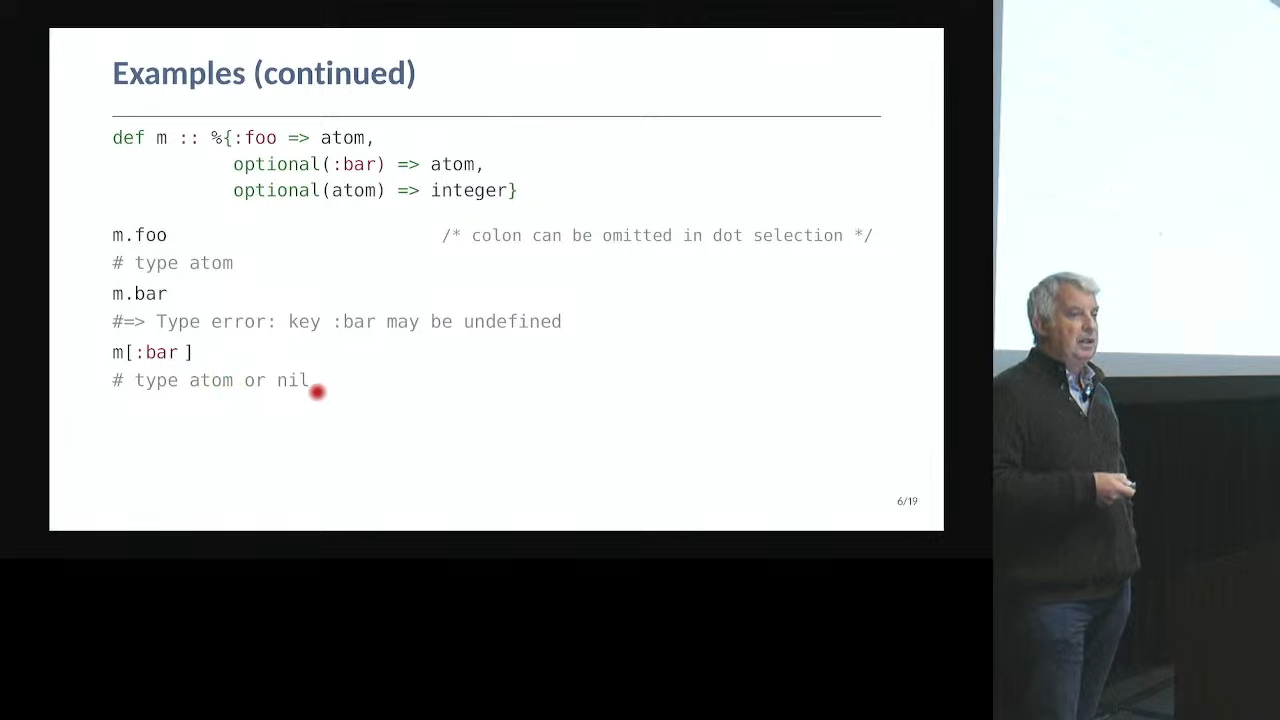 Examples (continued)
def m :: %{:foo => atom,
optional(:bar) => atom,
optional(atom) => integer}
m.foo /* colon can be omitted in dot selection */
# type atom
m.bar
#=> Type error: key :bar may be undefined
m[:bar ]
# type atom or nil
6/19